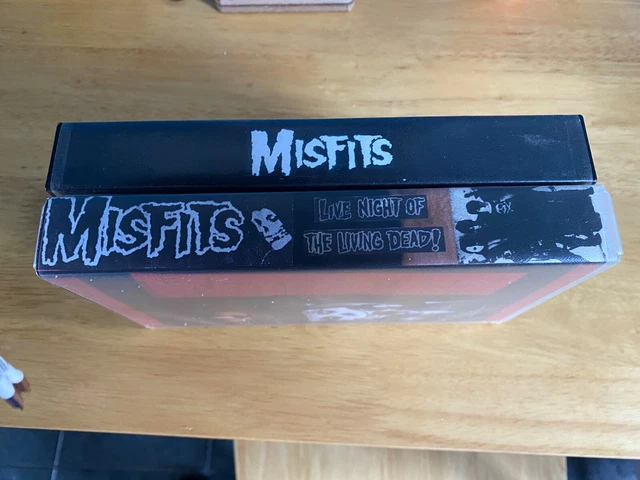 MISFITS
MISFITS
LIVE NIGHT OF
THE LIVING DEAD!